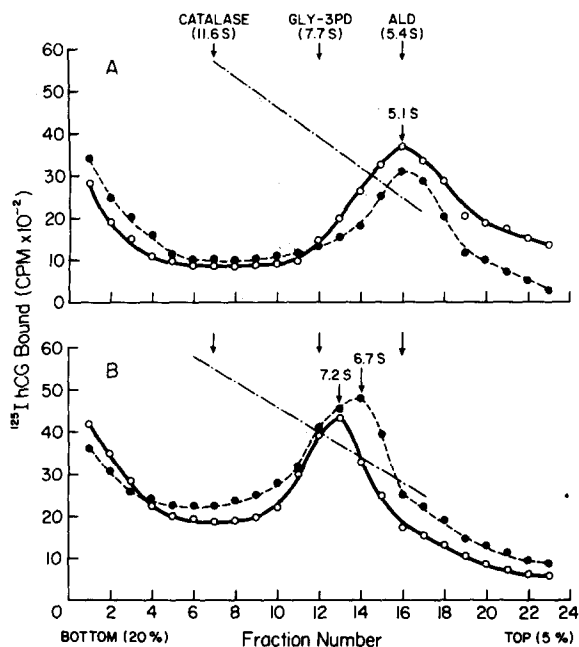 CATALASE GLY-3PD ALD
(11.6 S) (7.7 S) (5.4 S)
60
A
50
5.1 S
40
30
20
10
0
125I hCG Bound (CPM x10-2)
60
B
7.2 S 6.7 S
50
40
30
20
10
0 2 4 6 8 10 12 14 16 18 20 22 24
BOTTOM (20 %) Fraction Number TOP (5 %)